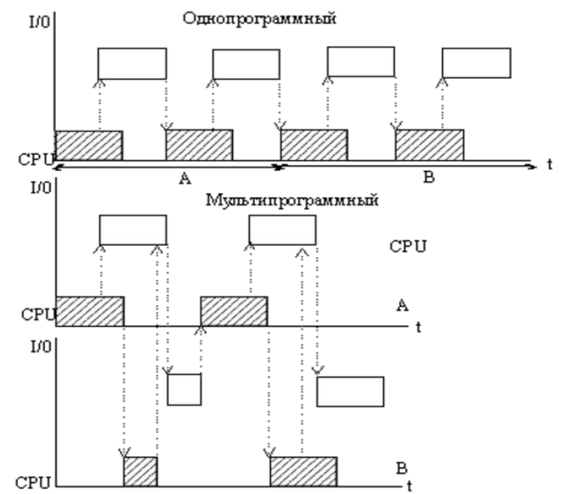 Однопрограммный
I/0
CPU
t
A
B
I/0
Мультипрограммный
CPU
CPU
A
t
I/0
B
CPU
t